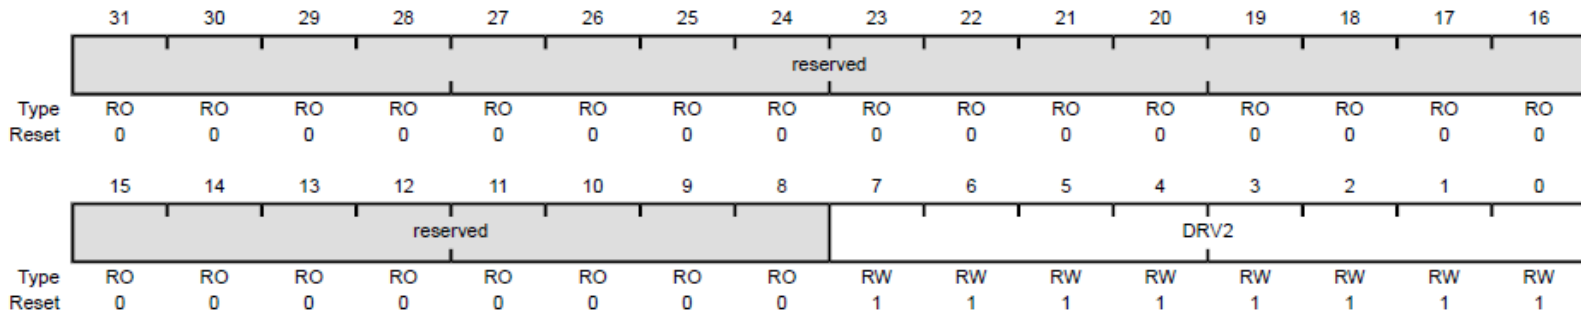 31 30 29 28 27 26 25 24 23 22 21 20 19 18 17 16
reserved
Type RO RO RO RO RO RO RO RO RO RO RO RO RO RO RO RO
Reset 0 0 0 0 0 0 0 0 0 0 0 0 0 0 0 0
15 14 13 12 11 10 9 8 7 6 5 4 3 2 1 0
reserved DRV2
Type RO RO RO RO RO RO RO RO RW RW RW RW RW RW RW RW
Reset 0 0 0 0 0 0 0 0 1 1 1 1 1 1 1 1